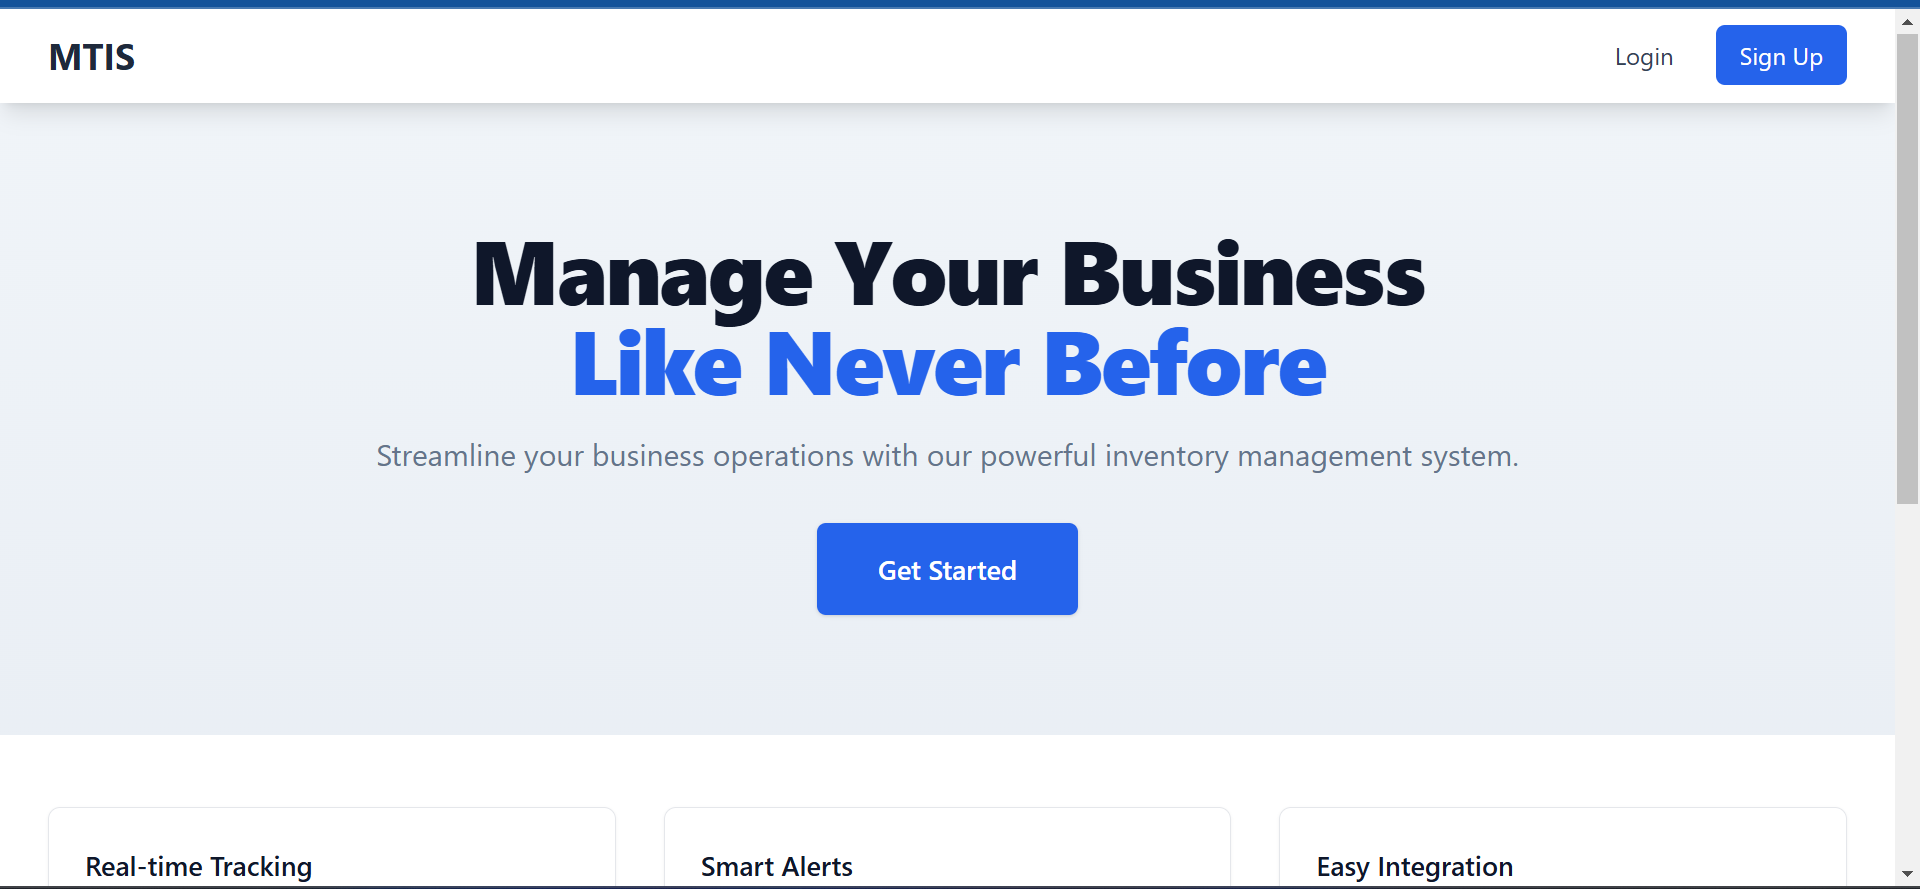 MTIS
Login
Sign Up
Manage Your Business
Like Never Before
Streamline your business operations with our powerful inventory management system.
Get Started
Real-time Tracking
Smart Alerts
Easy Integration